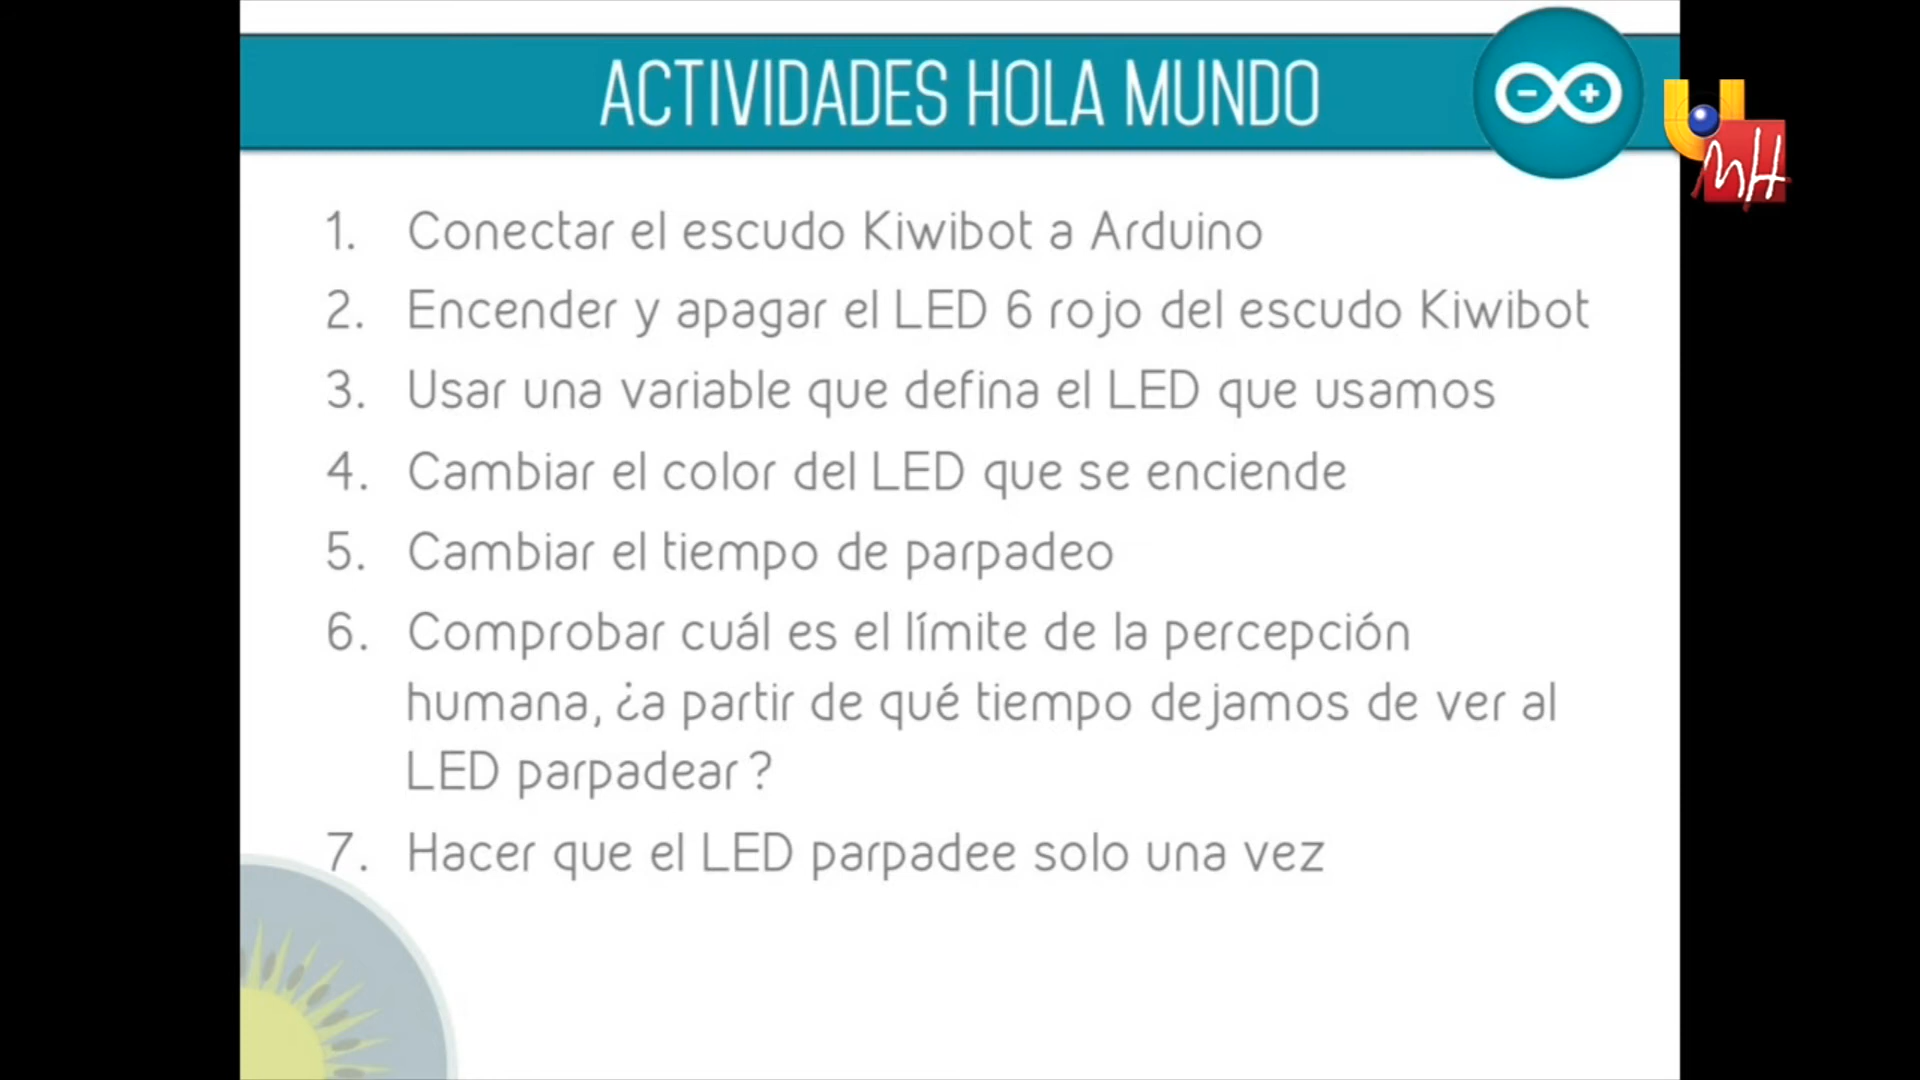 ACTIVIDADES HOLA MUNDO
UMH
1. Conectar el escudo Kiwibot a Arduino
2. Encender y apagar el LED 6 rojo del escudo Kiwibot
3. Usar una variable que defina el LED que usamos
4. Cambiar el color del LED que se enciende
5. Cambiar el tiempo de parpadeo
6. Comprobar cuál es el límite de la percepción
humana, ¿a partir de qué tiempo dejamos de ver al
LED parpadear?
7. Hacer que el LED parpadee solo una vez